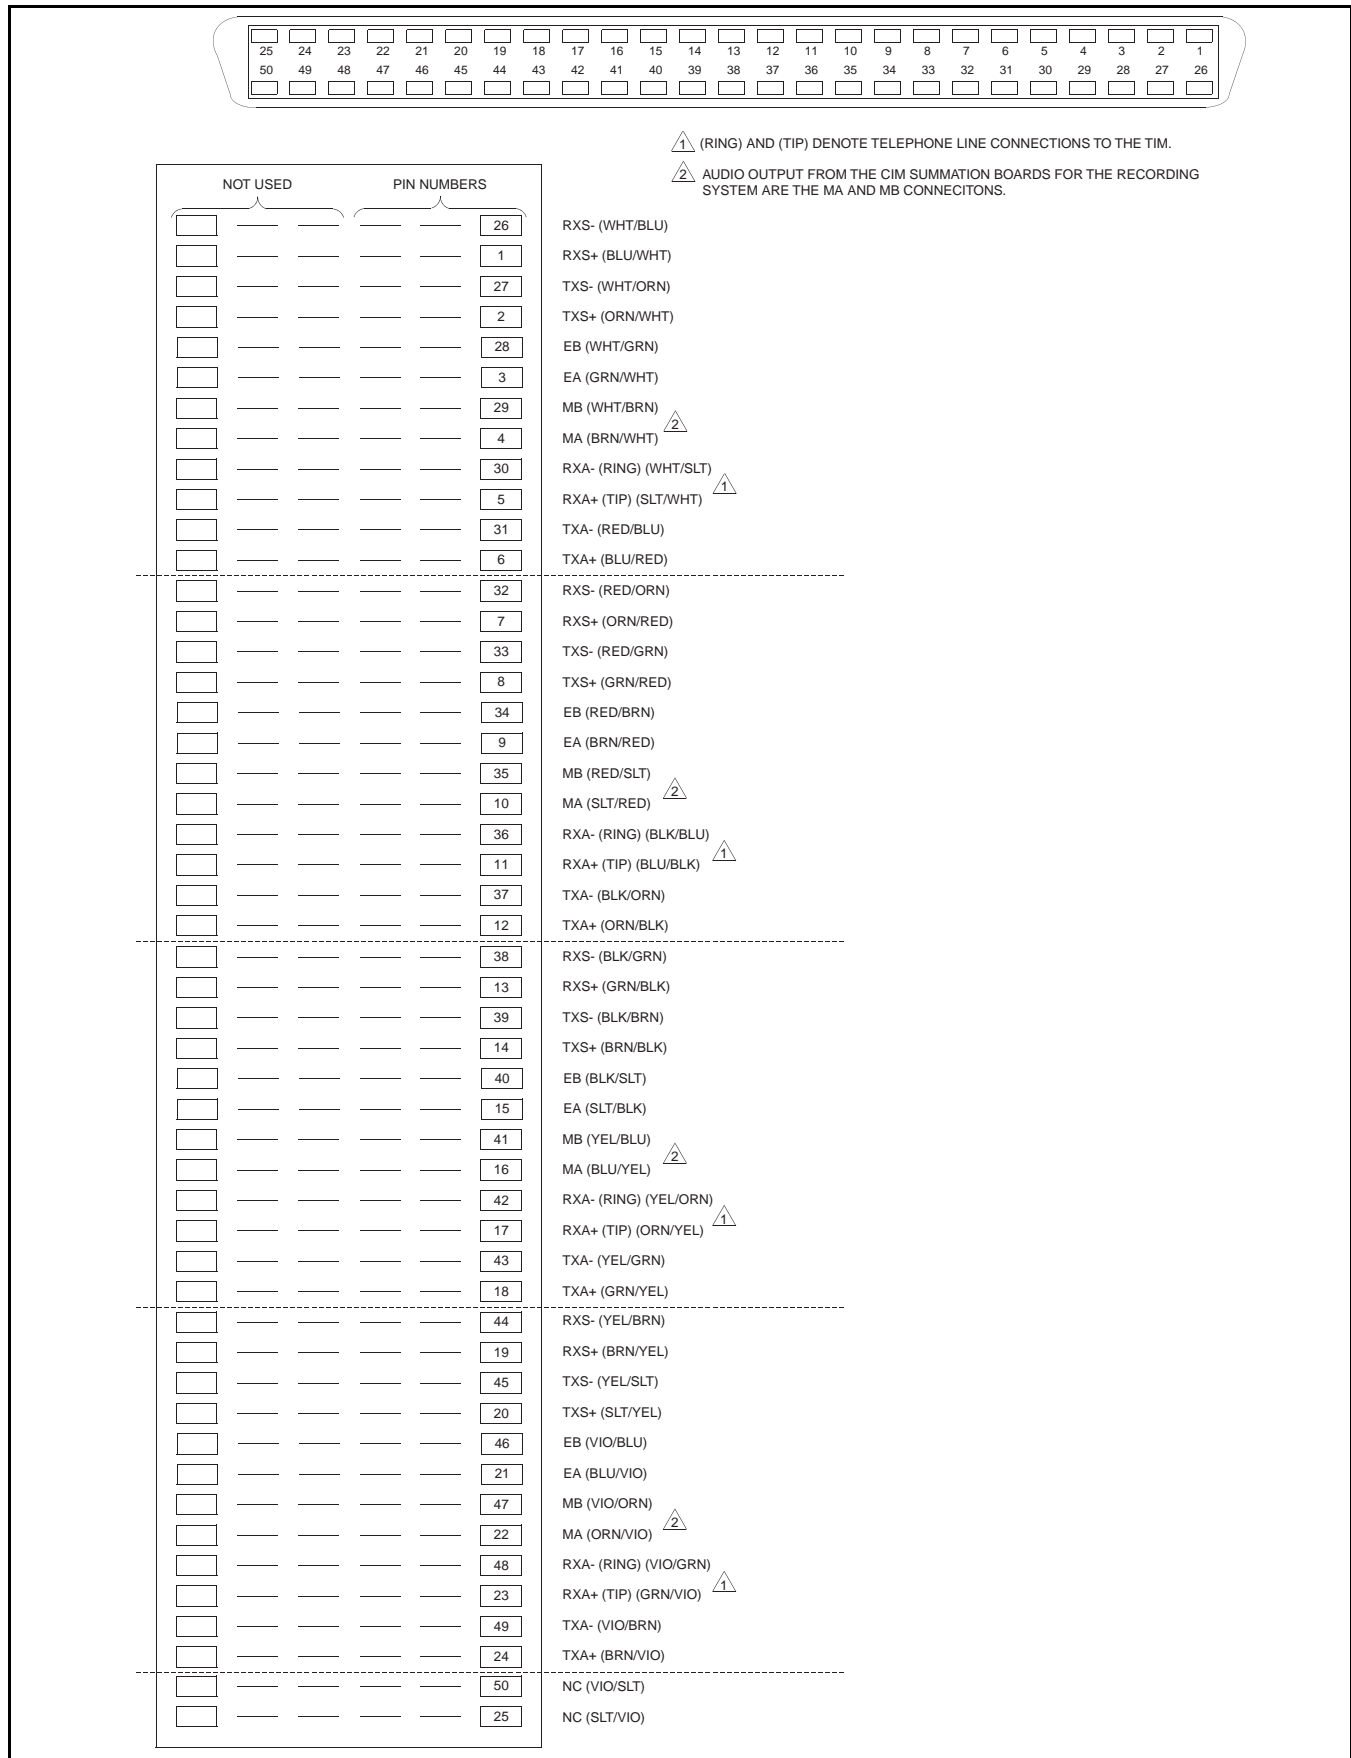 25 24 23 22 21 20 19 18 17 16 15 14 13 12 11 10 9 8 7 6 5 4 3 2 1
50 49 48 47 46 45 44 43 42 41 40 39 38 37 36 35 34 33 32 31 30 29 28 27 26
1 (RING) AND (TIP) DENOTE TELEPHONE LINE CONNECTIONS TO THE TIM.
2 AUDIO OUTPUT FROM THE CIM SUMMATION BOARDS FOR THE RECORDING
SYSTEM ARE THE MA AND MB CONNECITONS.
NOT USED PIN NUMBERS
26 RXS- (WHT/BLU)
1 RXS+ (BLU/WHT)
27 TXS- (WHT/ORN)
2 TXS+ (ORN/WHT)
28 EB (WHT/GRN)
3 EA (GRN/WHT)
29 MB (WHT/BRN)
2
4 MA (BRN/WHT)
30 RXA- (RING) (WHT/SLT)
1
5 RXA+ (TIP) (SLT/WHT)
31 TXA- (RED/BLU)
6 TXA+ (BLU/RED)
32 RXS- (RED/ORN)
7 RXS+ (ORN/RED)
33 TXS- (RED/GRN)
8 TXS+ (GRN/RED)
34 EB (RED/BRN)
9 EA (BRN/RED)
35 MB (RED/SLT)
2
10 MA (SLT/RED)
36 RXA- (RING) (BLK/BLU)
1
11 RXA+ (TIP) (BLU/BLK)
37 TXA- (BLK/ORN)
12 TXA+ (ORN/BLK)
38 RXS- (BLK/GRN)
13 RXS+ (GRN/BLK)
39 TXS- (BLK/BRN)
14 TXS+ (BRN/BLK)
40 EB (BLK/SLT)
15 EA (SLT/BLK)
41 MB (YEL/BLU)
2
16 MA (BLU/YEL)
42 RXA- (RING) (YEL/ORN)
1
17 RXA+ (TIP) (ORN/YEL)
43 TXA- (YEL/GRN)
18 TXA+ (GRN/YEL)
44 RXS- (YEL/BRN)
19 RXS+ (BRN/YEL)
45 TXS- (YEL/SLT)
20 TXS+ (SLT/YEL)
46 EB (VIO/BLU)
21 EA (BLU/VIO)
47 MB (VIO/ORN)
2
22 MA (ORN/VIO)
48 RXA- (RING) (VIO/GRN)
1
23 RXA+ (TIP) (GRN/VIO)
49 TXA- (VIO/BRN)
24 TXA+ (BRN/VIO)
50 NC (VIO/SLT)
25 NC (SLT/VIO)